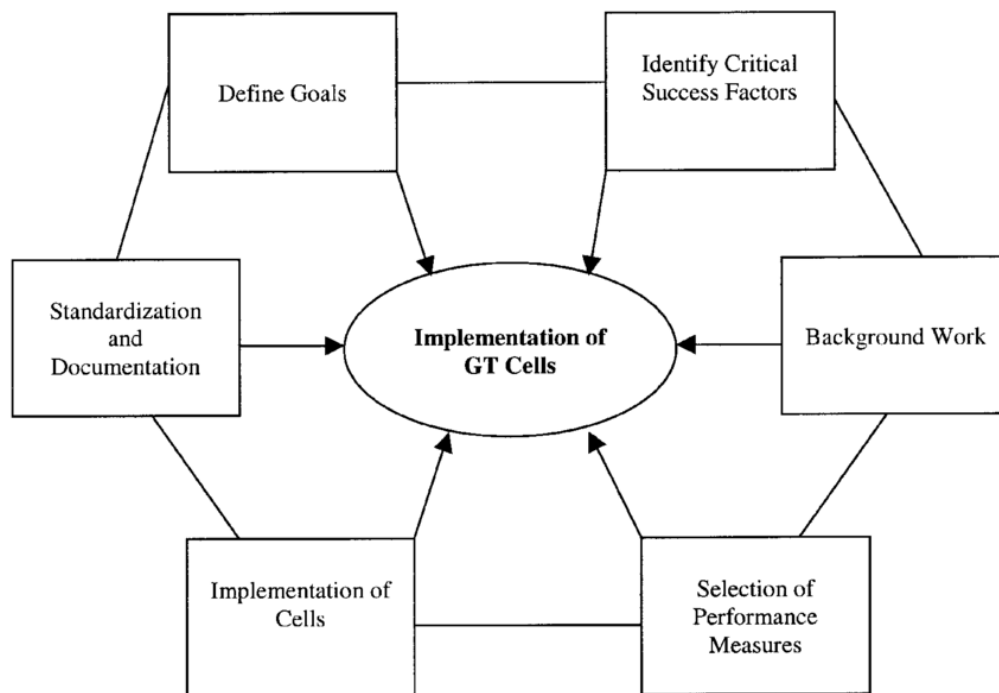 Define Goals
Identify Critical
Success Factors
Standardization
and
Documentation
Implementation of
GT Cells
Background Work
Implementation of
Cells
Selection of
Performance
Measures